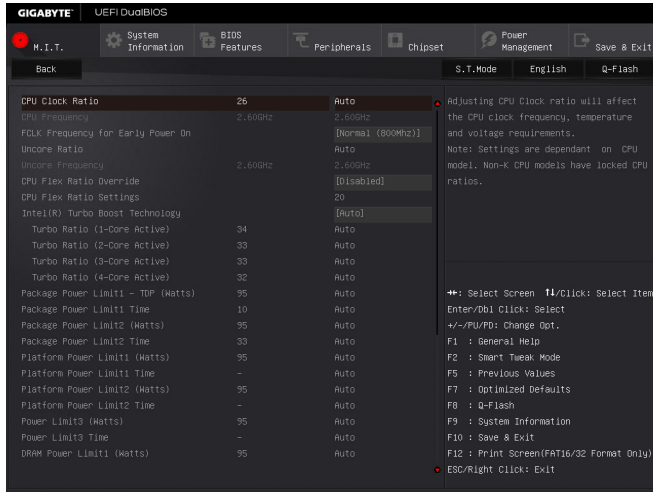 GIGABYTE™ UEFI DualBIOS
M.I.T.
System Information
BIOS Features
Peripherals
Chipset
Power Management
Save & Exit
Back S.T.Mode English Q-Flash
CPU Clock Ratio 26 Auto
CPU Frequency 2.60GHz 2.60GHz
FCLK Frequency for Early Power On [Normal (800Mhz)]
Uncore Ratio Auto
Uncore Frequency 2.60GHz 2.60GHz
CPU Flex Ratio Override [Disabled]
CPU Flex Ratio Settings 20
Intel(R) Turbo Boost Technology [Auto]
Turbo Ratio (1-Core Active) 34 Auto
Turbo Ratio (2-Core Active) 33 Auto
Turbo Ratio (3-Core Active) 33 Auto
Turbo Ratio (4-Core Active) 32 Auto
Package Power Limit1 - TDP (Watts) 95 Auto
Package Power Limit1 Time 10 Auto
Package Power Limit2 (Watts) 95 Auto
Package Power Limit2 Time 33 Auto
Platform Power Limit1 (Watts) 95 Auto
Platform Power Limit1 Time - Auto
Platform Power Limit2 (Watts) 95 Auto
Platform Power Limit2 Time - Auto
Power Limit3 (Watts) 95 Auto
Power Limit3 Time - Auto
DRAM Power Limit1 (Watts) 95 Auto
Adjusting CPU Clock ratio will affect
the CPU clock frequency, temperature
and voltage requirements.
Note: Settings are dependant on CPU
model. Non-K CPU models have locked CPU
ratios.
→←: Select Screen ↑↓/Click: Select Item
Enter/Dbl Click: Select
+/-/PU/PD: Change Opt.
F1 : General Help
F2 : Smart Tweak Mode
F5 : Previous Values
F7 : Optimized Defaults
F8 : Q-Flash
F9 : System Information
F10 : Save & Exit
F12 : Print Screen(FAT16/32 Format Only)
ESC/Right Click: Exit